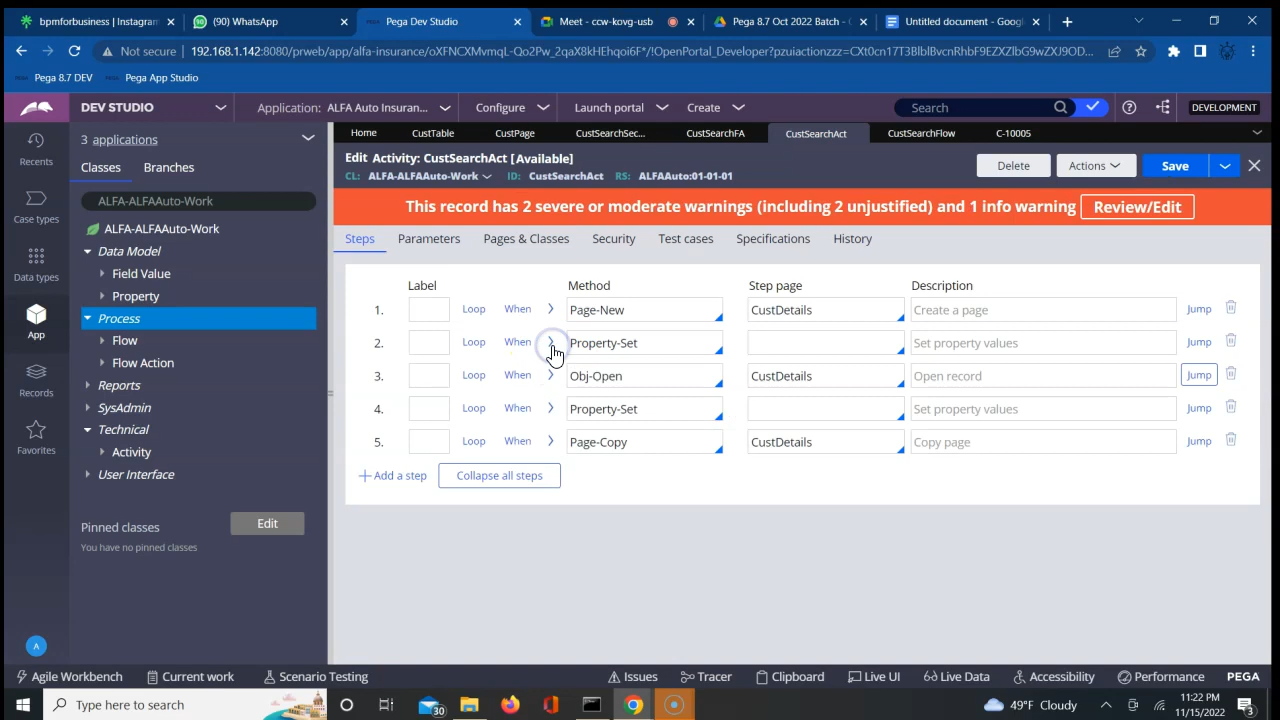 bpmforbusiness | Instagram
(90) WhatsApp
Pega Dev Studio
Meet - ccw-kovg-usb
Pega 8.7 Oct 2022 Batch -
Untitled document - Google
Not secure 192.168.1.142:8080/prweb/app/alfa-insurance/
Pega 8.7 DEV Pega App Studio
DEV STUDIO Application: ALFA Auto Insuran... Configure Launch portal Create Search DEVELOPMENT
Recents
Case types
Data types
App
Records
Favorites
A
3 applications
Classes Branches
ALFA-ALFAAuto-Work
ALFA-ALFAAuto-Work
Data Model
Field Value
Property
Process
Flow
Flow Action
Reports
SysAdmin
Technical
Activity
User Interface
Pinned classes Edit
You have no pinned classes
Home CustTable CustPage CustSearchSec... CustSearchFA CustSearchAct CustSearchFlow C-10005
Edit Activity: CustSearchAct [Available]
CL: ALFA-ALFAAuto-Work ID: CustSearchAct RS: ALFAAuto:01-01-01
Delete Actions Save
This record has 2 severe or moderate warnings (including 2 unjustified) and 1 info warning Review/Edit
Steps Parameters Pages & Classes Security Test cases Specifications History
Label Method Step page Description
1. Loop When Page-New CustDetails Create a page Jump
2. Loop When Property-Set Set property values Jump
3. Loop When Obj-Open CustDetails Open record Jump
4. Loop When Property-Set Set property values Jump
5. Loop When Page-Copy CustDetails Copy page Jump
+ Add a step Collapse all steps
Agile Workbench Current work Scenario Testing Issues Tracer Clipboard Live UI Live Data Accessibility Performance PEGA
Type here to search
30
49°F Cloudy
11:22 PM
11/15/2022
3